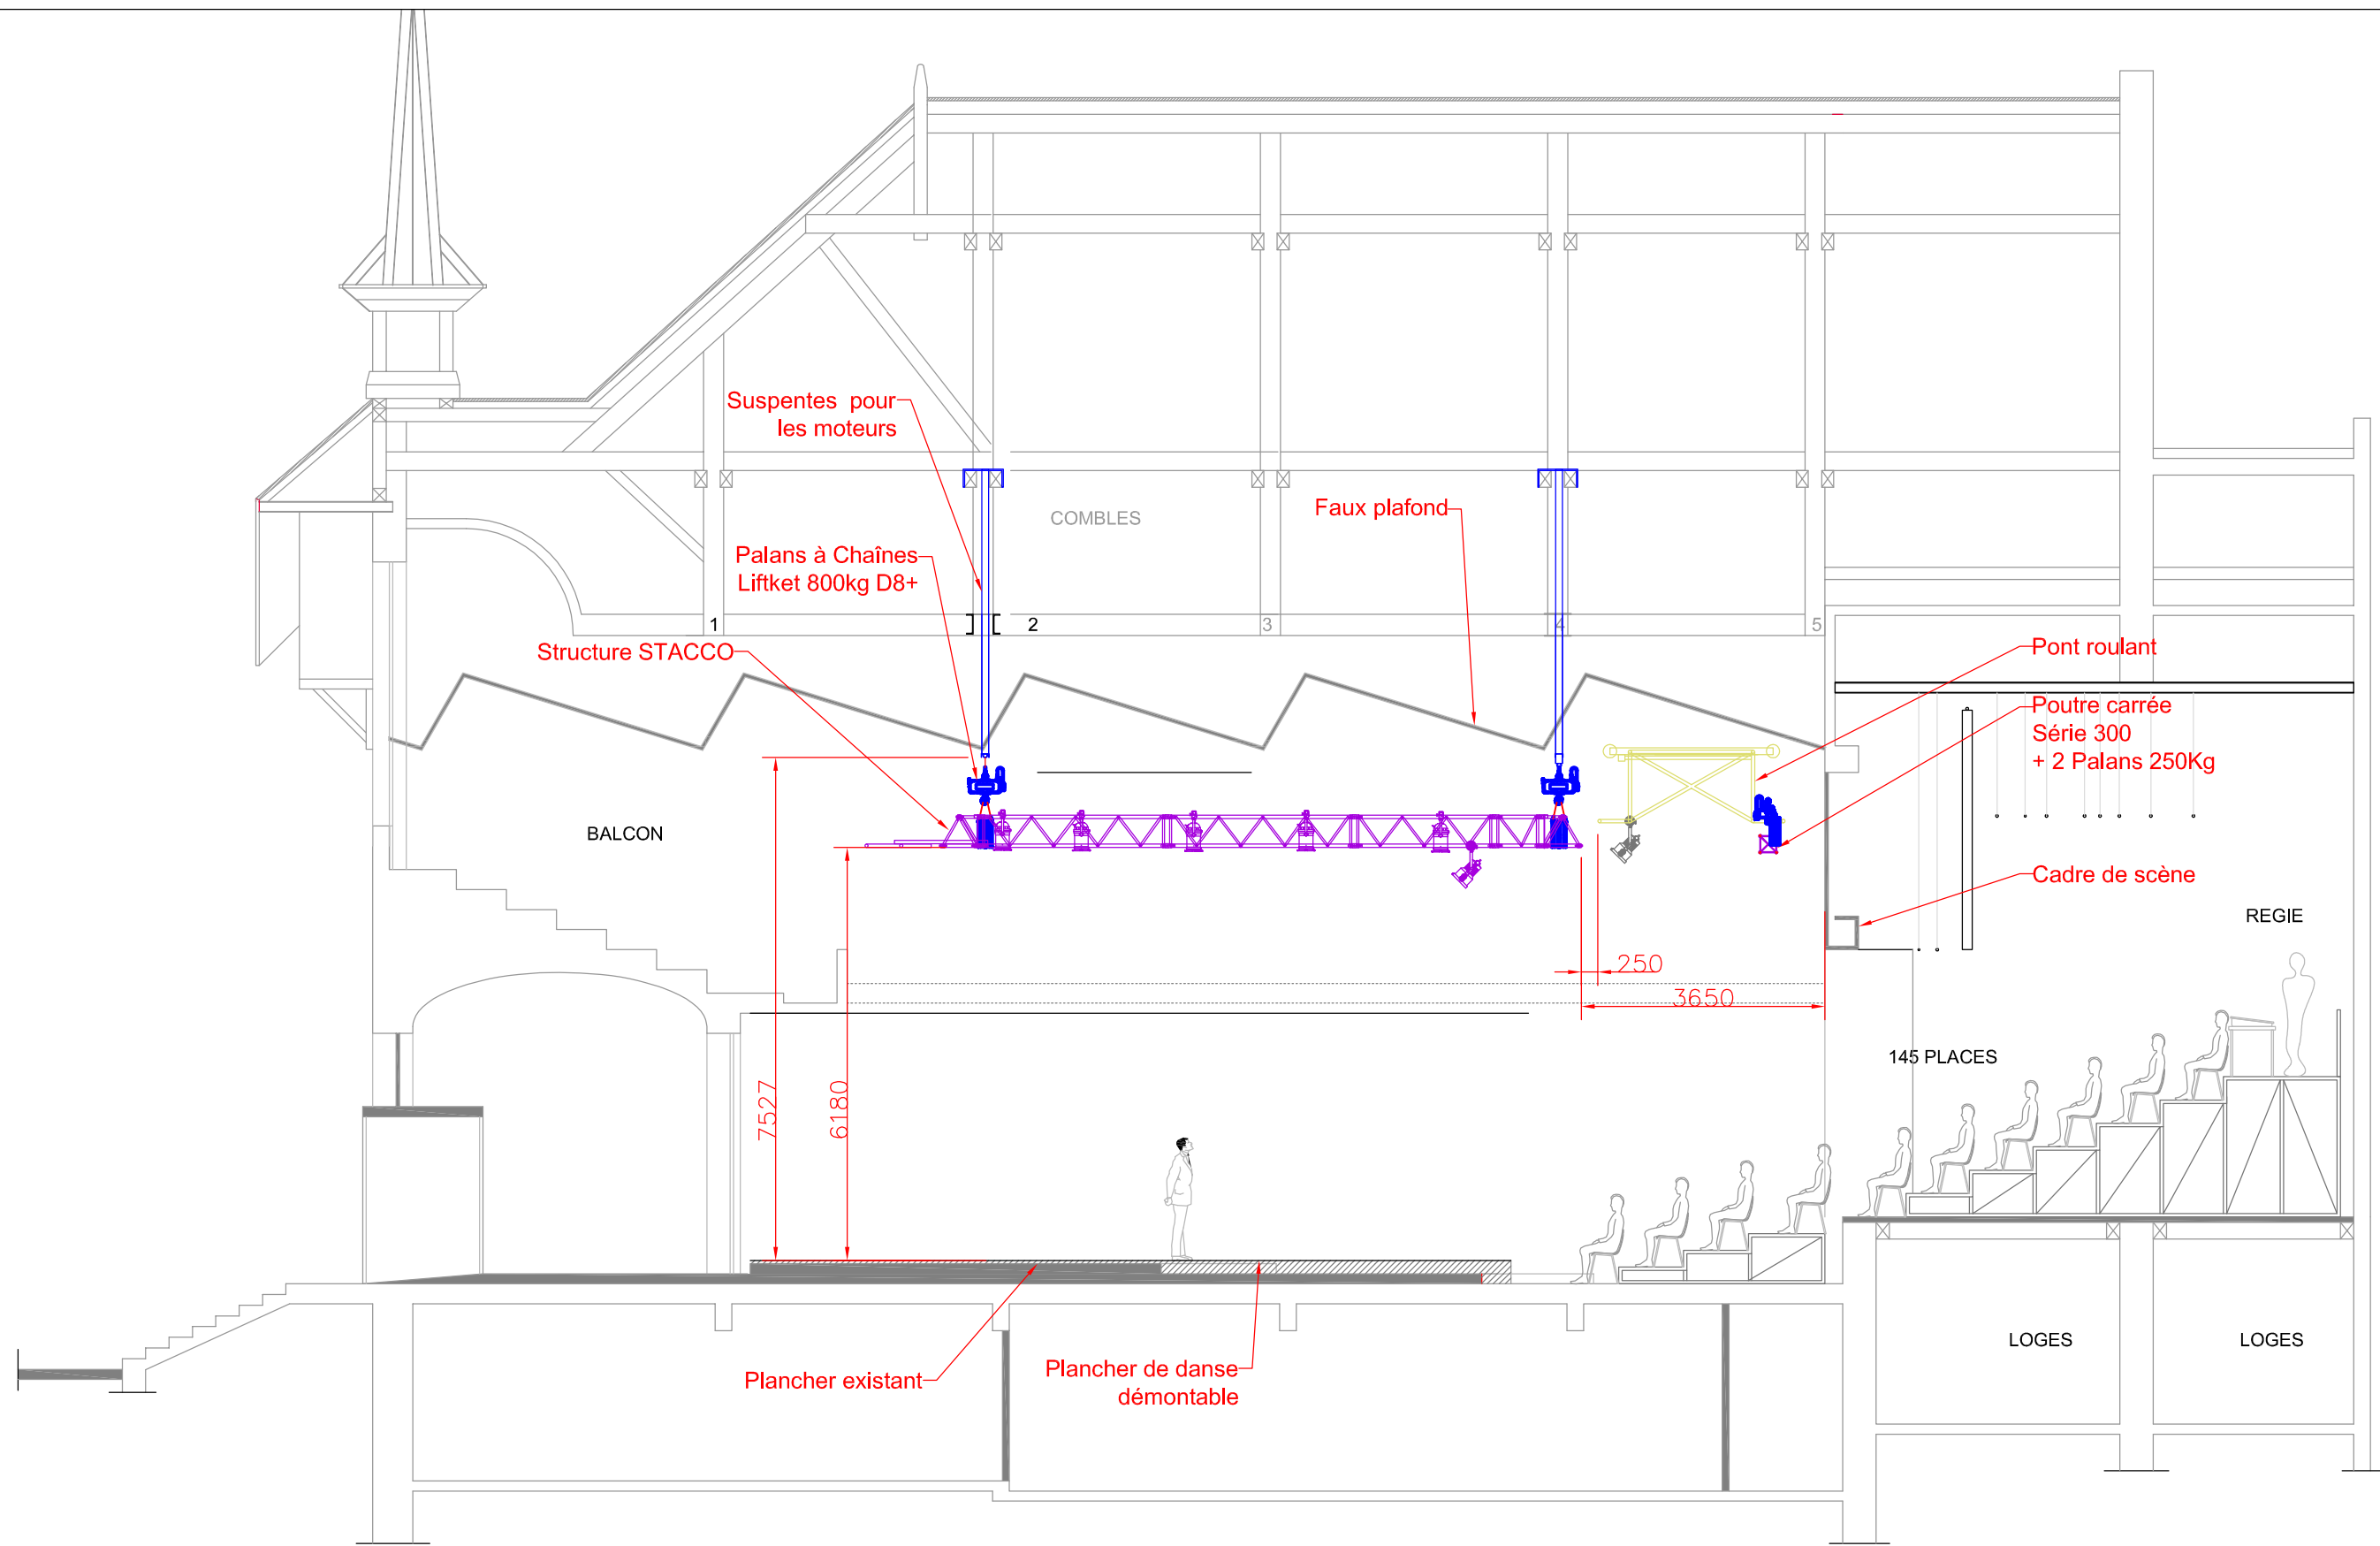 Suspentes pour
les moteurs
COMBLES
Faux plafond
Palans à Chaînes
Liftket 800kg D8+
1
2
3
4
5
Structure STACCO
Pont roulant
Poutre carrée
Série 300
+ 2 Palans 250Kg
BALCON
Cadre de scène
REGIE
250
3650
145 PLACES
7527
6180
LOGES
LOGES
Plancher existant
Plancher de danse
démontable